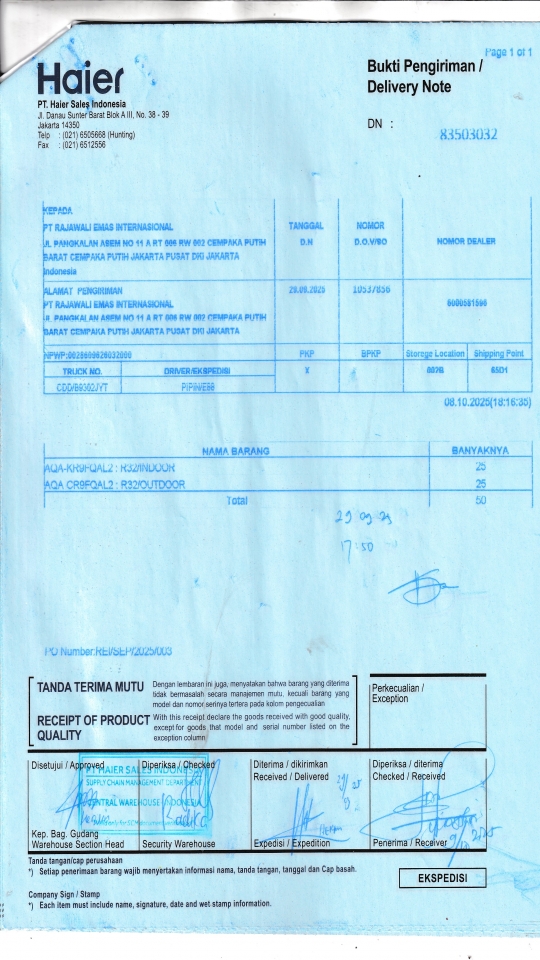 Page 1 of 1
Haier
Bukti Pengiriman /
Delivery Note
PT. Haier Sales Indonesia
Jl. Danau Sunter Barat Blok A III, No. 38 - 39
Jakarta 14350
Telp : (021) 6505668 (Hunting)
Fax : (021) 6512556
DN :
83503032
KEPADA
PT RAJAWALI EMAS INTERNASIONAL
JL. PANGKALAN ASEM NO 11 A RT 006 RW 002 CEMPAKA PUTIH
BARAT CEMPAKA PUTIH JAKARTA PUSAT DKI JAKARTA
Indonesia
TANGGAL
D.N
NOMOR
D.O.V/SO
NOMOR DEALER
ALAMAT PENGIRIMAN
PT RAJAWALI EMAS INTERNASIONAL
JL. PANGKALAN ASEM NO 11 A RT 006 RW 002 CEMPAKA PUTIH
BARAT CEMPAKA PUTIH JAKARTA PUSAT DKI JAKARTA
29.09.2025
10537856
PKP
BPKP
Storage Location
Shipping Point
TRUCK NO.
DRIVER/EKSPEDISI
X
002B
65D1
CDD/B9302JYT
PIPIN/E99
08.10.2025(18:16:35)
NAMA BARANG
BANYAKNYA
AQA-KR9FQAL2 : R32/INDOOR 25
AQA CR9FQAL2 : R32/OUTDOOR 25
Total 50
29 09 25
17:50
PO Number.REI/SEP/2025/003
TANDA TERIMA MUTU
Dengan lembaran ini juga, menyatakan bahwa barang yang diterima
tidak bermasalah secara manajemen mutu, kecuali barang yang
model dan nomor serinya tertera pada kolom pengecualian
RECEIPT OF PRODUCT
QUALITY
With this receipt declare the goods received with good quality,
except for goods that model and serial number listed on the
exception column
Perkecualian /
Exception
Disetujui / Approved
Diperiksa / Checked
Diterima / dikirimkan
Received / Delivered
Diperiksa / diterima
Checked / Received
PT HAIER SALES INDONESIA
SUPPLY CHAIN MANAGEMENT DEPARTMENT
CENTRAL WAREHOUSE INDONESIA
Kep. Bag. Gudang
Warehouse Section Head
Security Warehouse
Expedisi / Expedition
Penerima / Receiver
Tanda tangan/cap perusahaan
*) Setiap penerimaan barang wajib menyertakan informasi nama, tanda tangan, tanggal dan Cap basah.
EKSPEDISI
Company Sign / Stamp
*) Each item must include name, signature, date and wet stamp information.